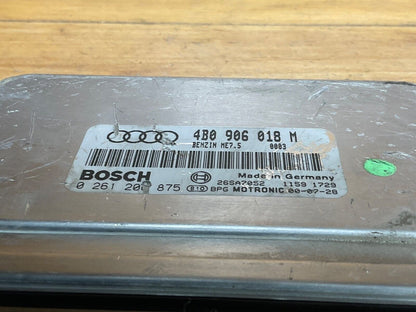 4B0 906 018 M
BENZIN ME7.5 0003
BOSCH Made in Germany
0 261 20 875 26SA7052 1159 1729
BPG MOTRONIC 00-07-28